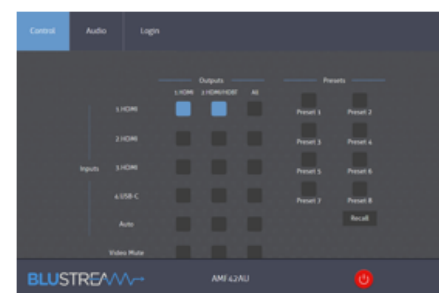 Control Audio Login
Outputs Presets
1:HDMI 2:HDMI/HDBT All
1:HDMI Preset 1 Preset 2
2:HDMI Preset 3 Preset 4
Inputs 3:HDMI Preset 5 Preset 6
4:USB-C Preset 7 Preset 8
Auto Recall
Video Mute
BLUSTREAM AMF42AU